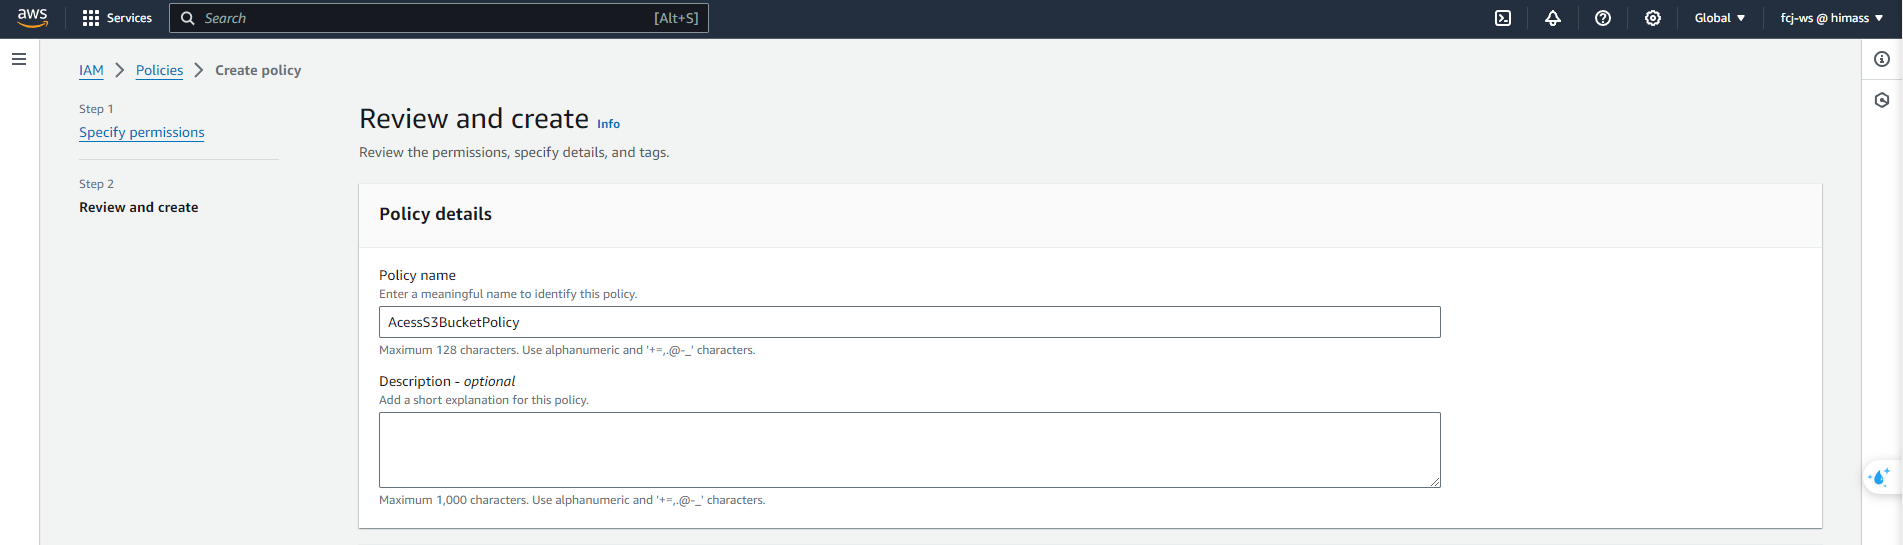 aws
Services
Search
[Alt+S]
Global
fcj-ws @ himass
IAM
Policies
Create policy
Step 1
Specify permissions
Step 2
Review and create
Review and create Info
Review the permissions, specify details, and tags.
Policy details
Policy name
Enter a meaningful name to identify this policy.
AcessS3BucketPolicy
Maximum 128 characters. Use alphanumeric and '+=,.@-_' characters.
Description - optional
Add a short explanation for this policy.
Maximum 1,000 characters. Use alphanumeric and '+=,.@-_' characters.